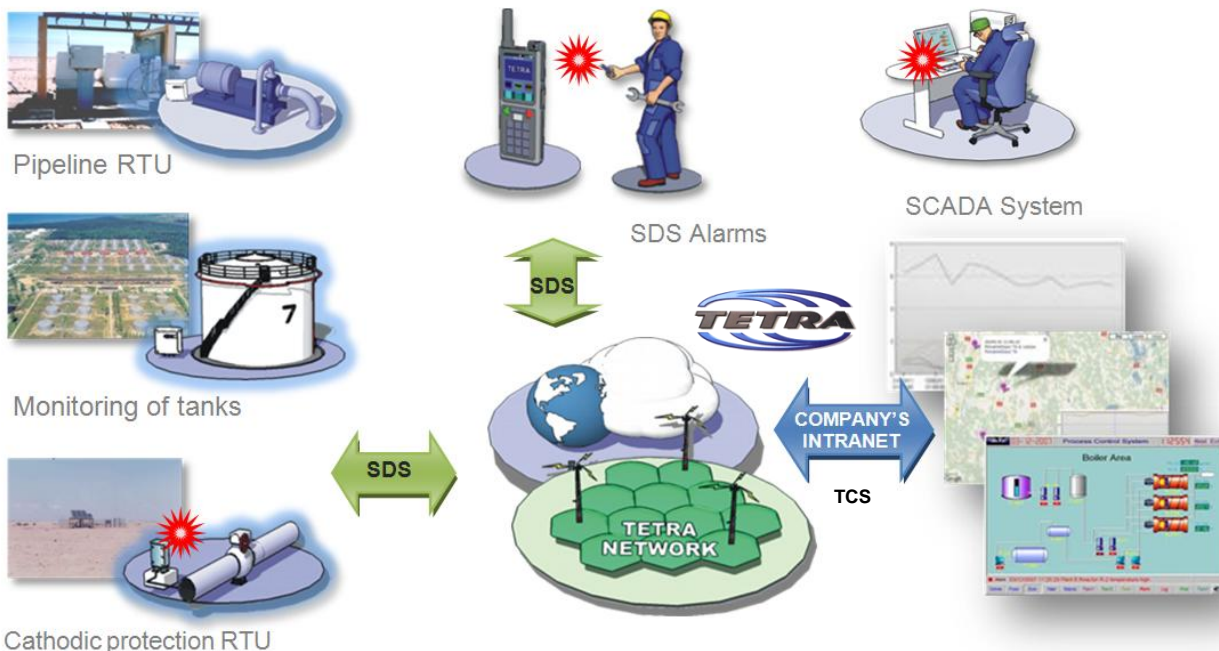 TETRA
Pipeline RTU
SDS Alarms
SCADA System
7
Monitoring of tanks
SDS
TETRA
SDS
COMPANY'S
INTRANET
TCS
TETRA
NETWORK
Process Control System
Boiler Area
Cathodic protection RTU